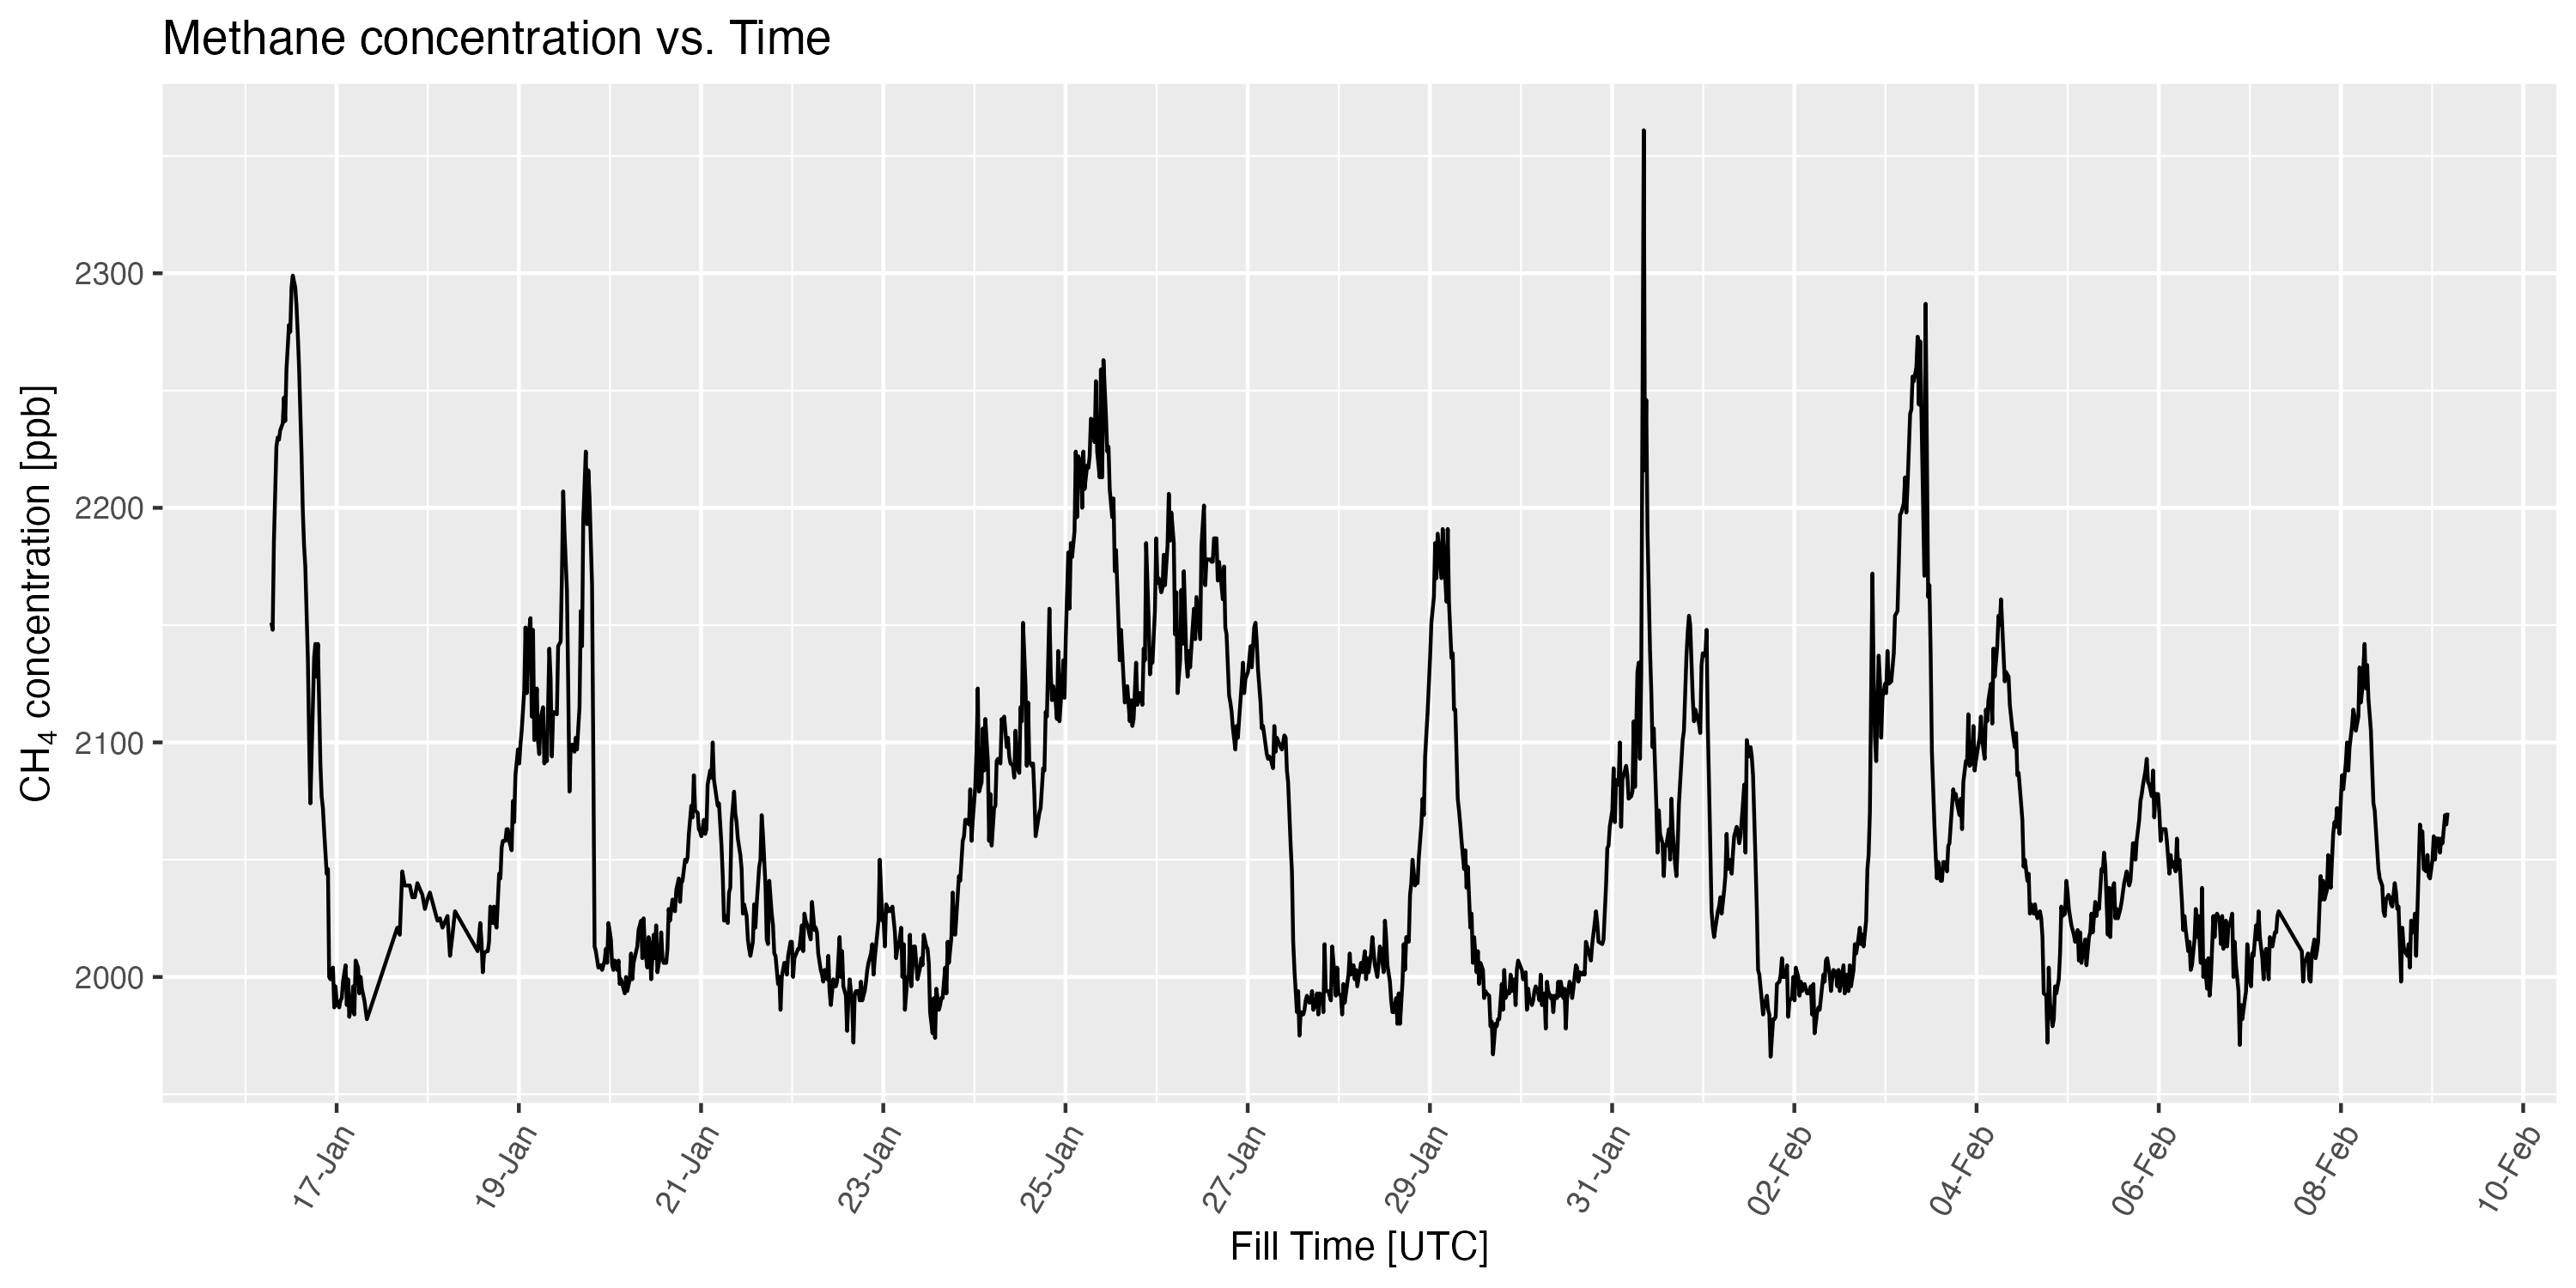 Methane concentration vs. Time
CH₄ concentration [ppb]
2300
2200
2100
2000
17-Jan
19-Jan
21-Jan
23-Jan
25-Jan
27-Jan
29-Jan
31-Jan
02-Feb
04-Feb
06-Feb
08-Feb
10-Feb
Fill Time [UTC]